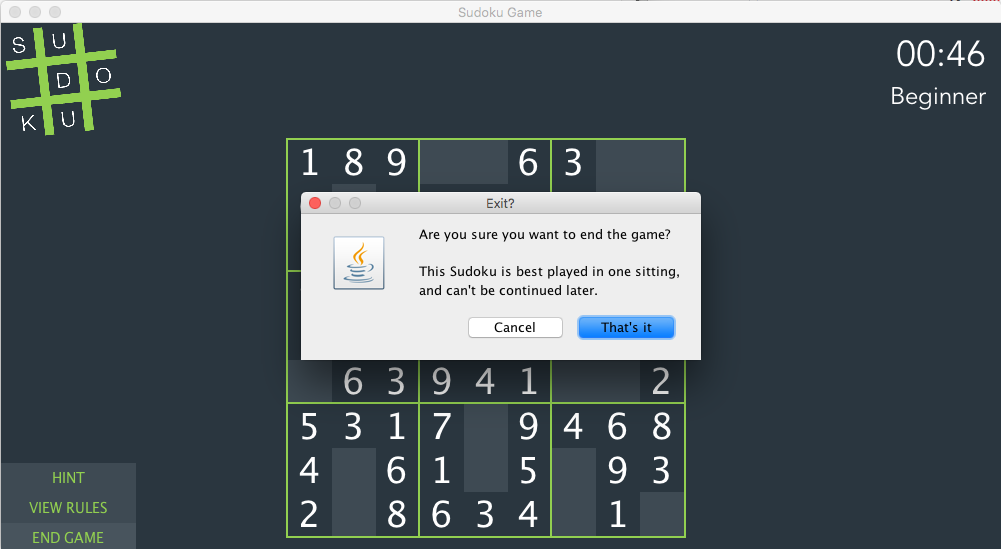 Sudoku Game
S U
D O
K U
00:46
Beginner
1 8 9 6 3
Exit?
Are you sure you want to end the game?
This Sudoku is best played in one sitting,
and can't be continued later.
Cancel That's it
6 3 9 4 1 2
5 3 1 7 9 4 6 8
4 6 1 5 9 3
2 8 6 3 4 1
HINT
VIEW RULES
END GAME